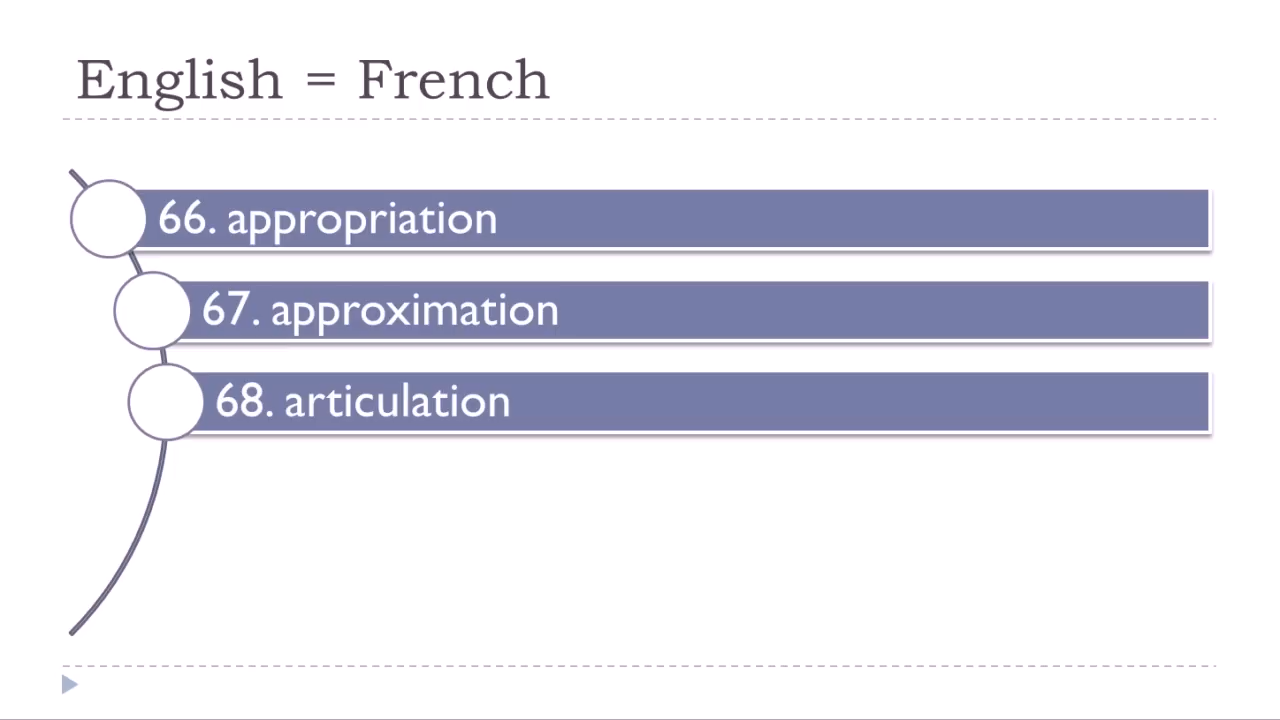 English = French
66. appropriation
67. approximation
68. articulation